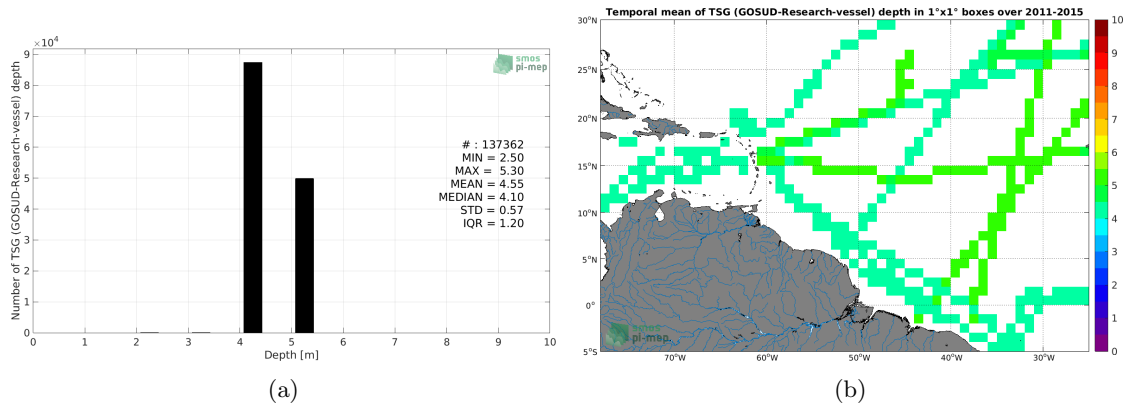 ×10⁴
9
8
7
6
5
4
3
2
1
0
Number of TSG (GOSUD-Research-vessel) depth
smos
pi-mep
# : 137362
MIN = 2.50
MAX = 5.30
MEAN = 4.55
MEDIAN = 4.10
STD = 0.57
IQR = 1.20
0 1 2 3 4 5 6 7 8 9 10
Depth [m]
(a)
Temporal mean of TSG (GOSUD-Research-vessel) depth in 1°x1° boxes over 2011-2015
30°N
25°N
20°N
15°N
10°N
5°N
0°
5°S
70°W 60°W 50°W 40°W 30°W
smos
pi-mep
10
9
8
7
6
5
4
3
2
1
0
(b)